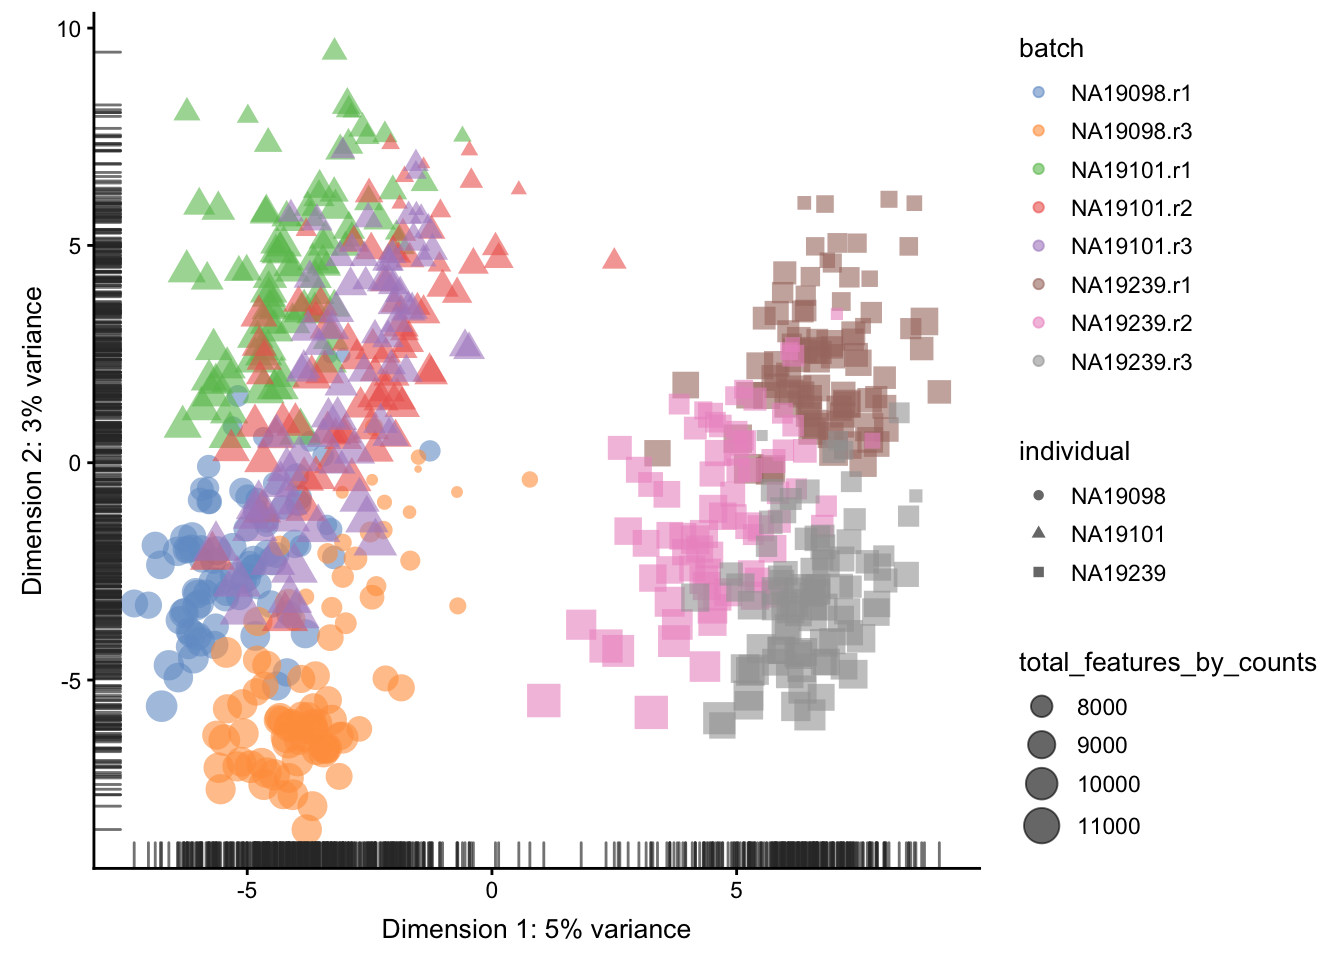 10
5
0
-5
Dimension 2: 3% variance
-5
0
5
Dimension 1: 5% variance
batch
NA19098.r1
NA19098.r3
NA19101.r1
NA19101.r2
NA19101.r3
NA19239.r1
NA19239.r2
NA19239.r3
individual
NA19098
NA19101
NA19239
total_features_by_counts
8000
9000
10000
11000